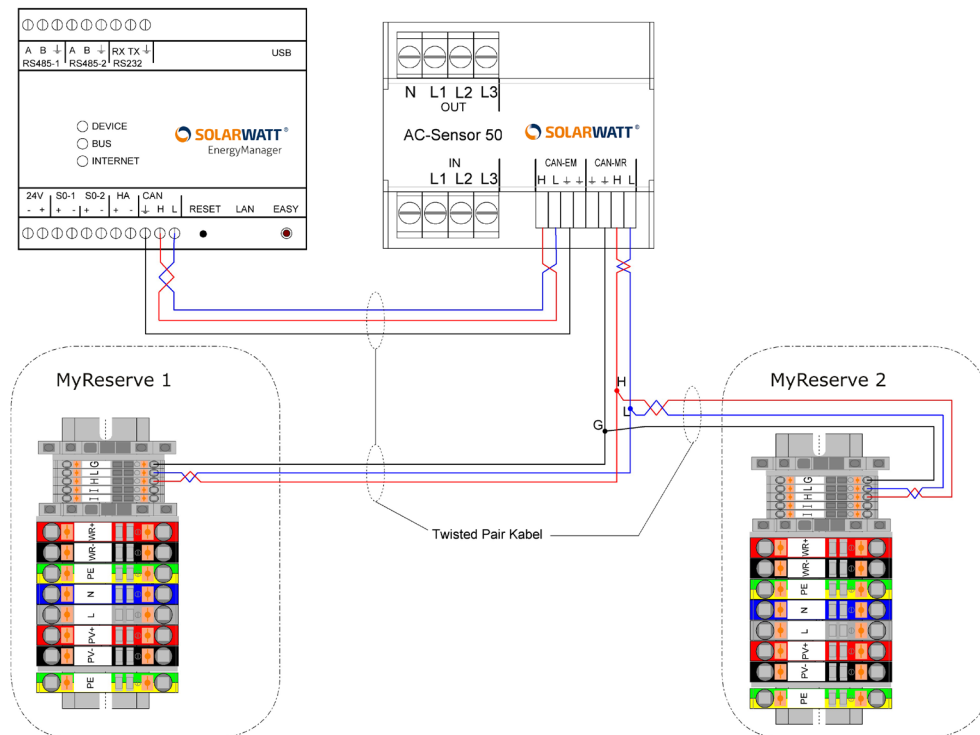 A B ⏚ A B ⏚ RX TX ⏚
RS485-1 RS485-2 RS232
USB
DEVICE
BUS
INTERNET
SOLARWATT®
EnergyManager
24V S0-1 S0-2 HA CAN
- + + - + - + - ⏚ H L RESET LAN EASY
N L1 L2 L3
OUT
AC-Sensor 50
SOLARWATT®
IN
L1 L2 L3
CAN-EM CAN-MR
H L ⏚ ⏚ ⏚ ⏚ H L
MyReserve 1
G
L
H
I
I
WR+
WR-
PE
N
L
PV+
PV-
PE
H
L
G
Twisted Pair Kabel
MyReserve 2
G
L
H
I
I
WR+
WR-
PE
N
L
PV+
PV-
PE